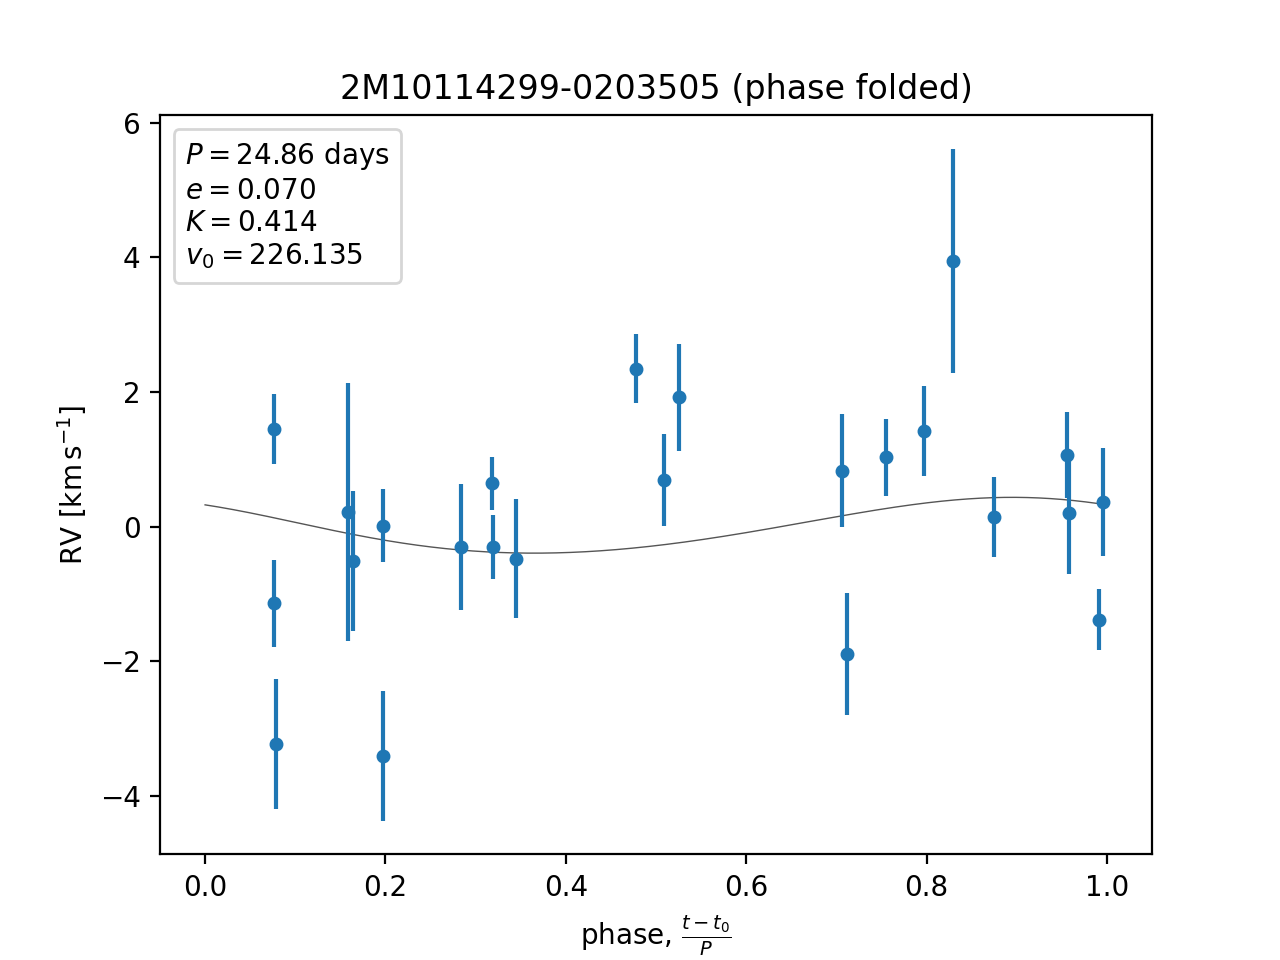 2M10114299-0203505 (phase folded)
P = 24.86 days
e = 0.070
K = 0.414
v₀ = 226.135
6
4
2
0
−2
−4
RV [km s⁻¹]
0.0 0.2 0.4 0.6 0.8 1.0
phase, (t − t₀)/P